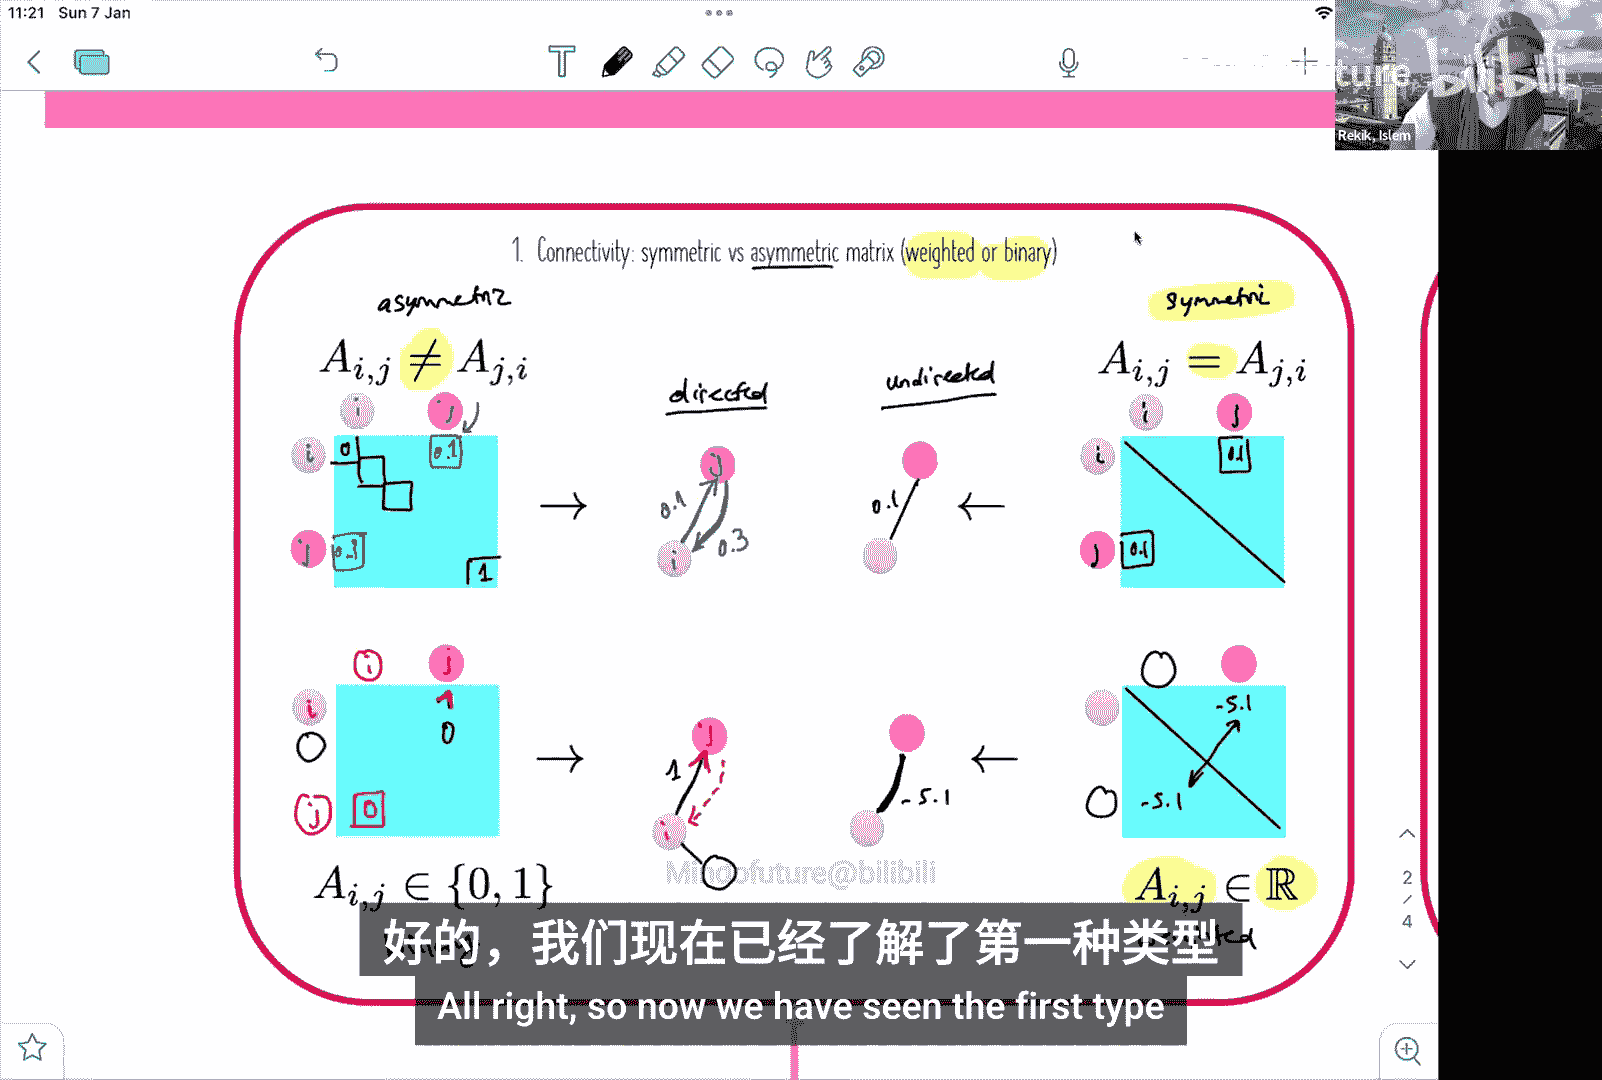 11:21 Sun 7 Jan
Rekik, Islem
bilibili
1. Connectivity: symmetric vs asymmetric matrix (weighted or binary)
asymmetric
symmetric
A_{i,j} ≠ A_{j,i}
A_{i,j} = A_{j,i}
directed
undirected
i j
i 0 0.1
j 0.3
1
j
0.1
0.3
i
0.1
i j
i 0.1
j 0.1
i j
i 1
0
j 0
j
1
i
-5.1
-5.1
-5.1
Mindofuture@bilibili
A_{i,j} ∈ {0, 1}
A_{i,j} ∈ ℝ
2
/
4
好的，我们现在已经了解了第一种类型
All right, so now we have seen the first type